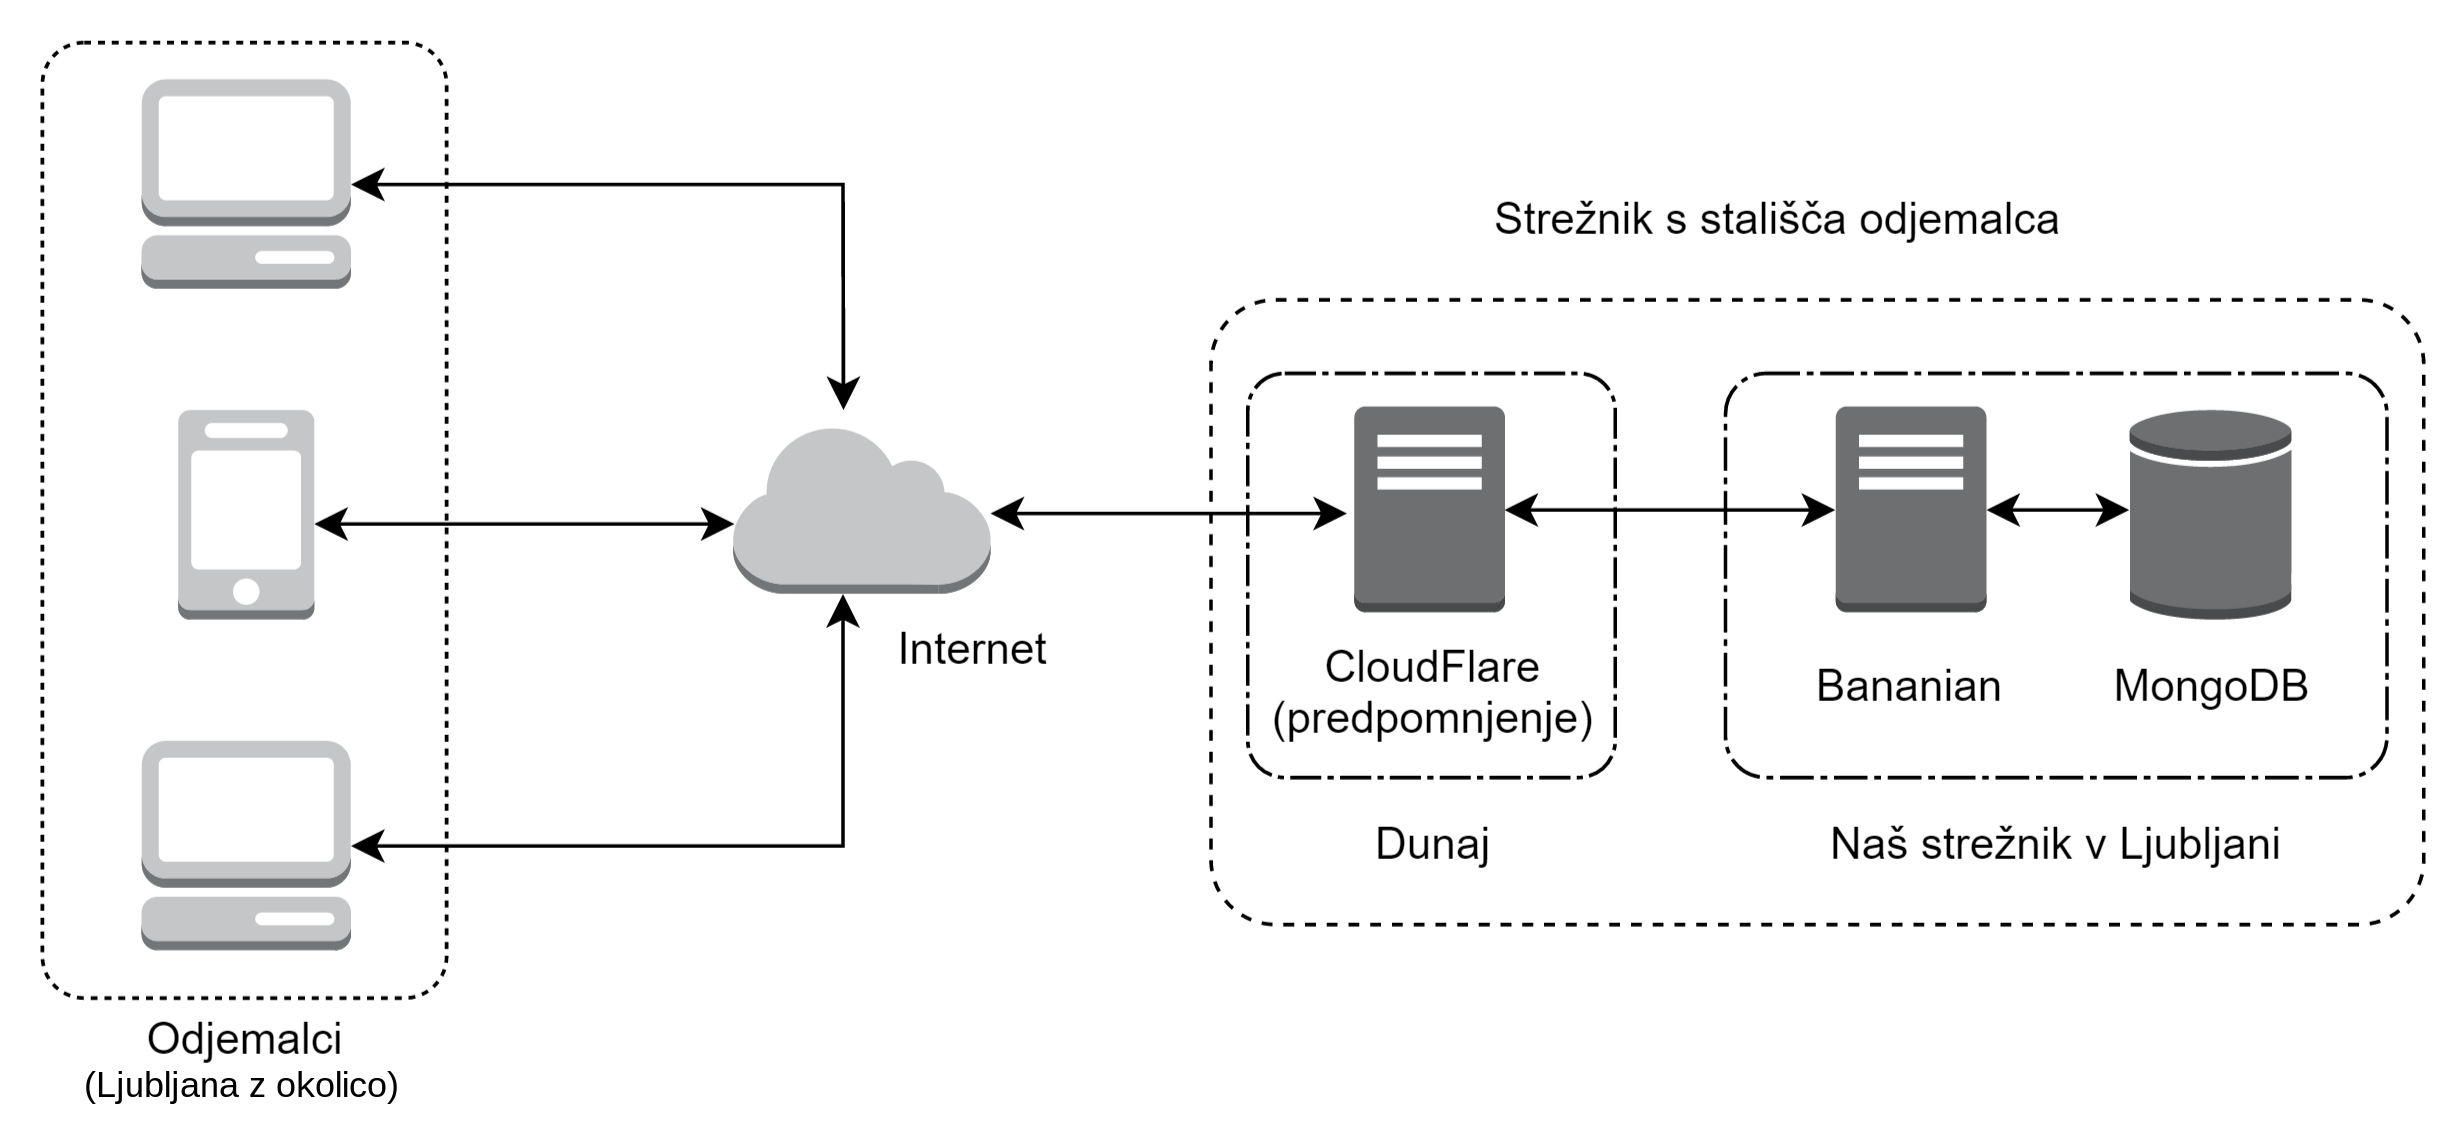 Strežnik s stališča odjemalca
Internet
CloudFlare
(predpomnjenje)
Bananian
MongoDB
Dunaj
Naš strežnik v Ljubljani
Odjemalci
(Ljubljana z okolico)